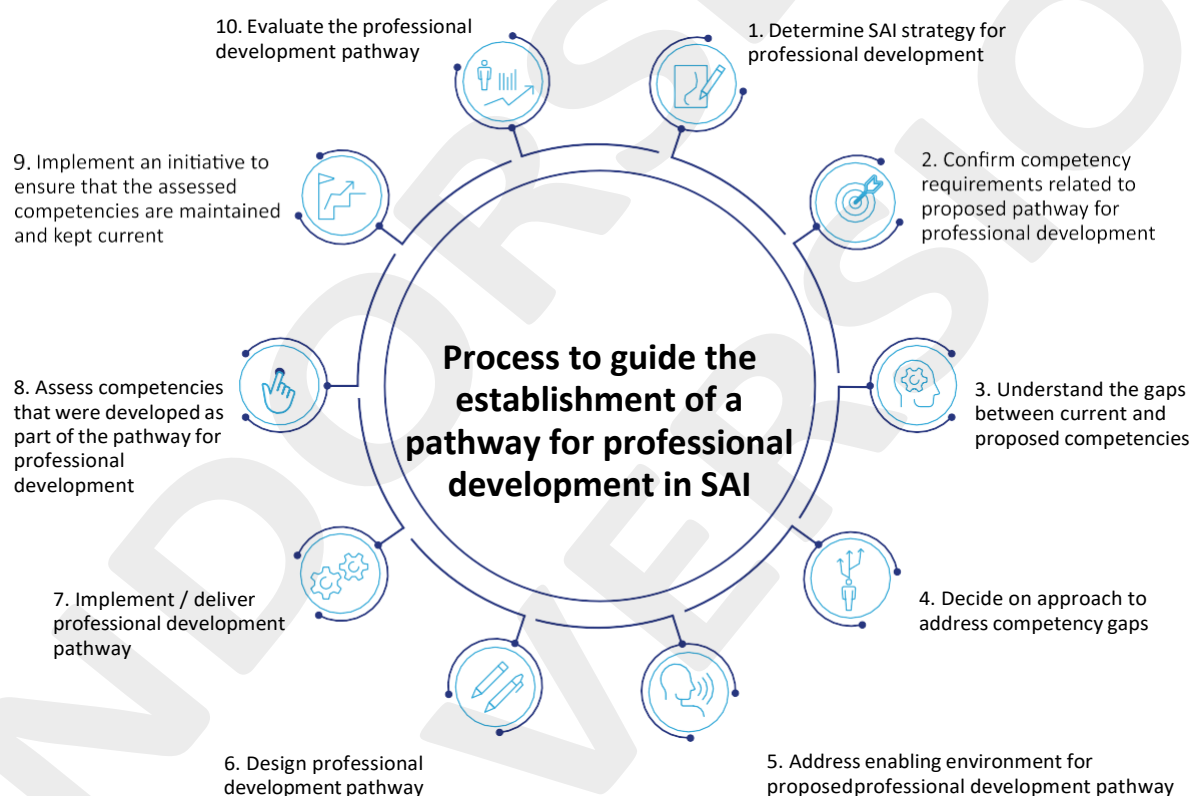 10. Evaluate the professional
development pathway
1. Determine SAI strategy for
professional development
9. Implement an initiative to
ensure that the assessed
competencies are maintained
and kept current
2. Confirm competency
requirements related to
proposed pathway for
professional development
Process to guide the
establishment of a
pathway for professional
development in SAI
8. Assess competencies
that were developed as
part of the pathway for
professional
development
3. Understand the gaps
between current and
proposed competencies
7. Implement / deliver
professional development
pathway
4. Decide on approach to
address competency gaps
6. Design professional
development pathway
5. Address enabling environment for
proposedprofessional development pathway
NDORSE
VERSIO